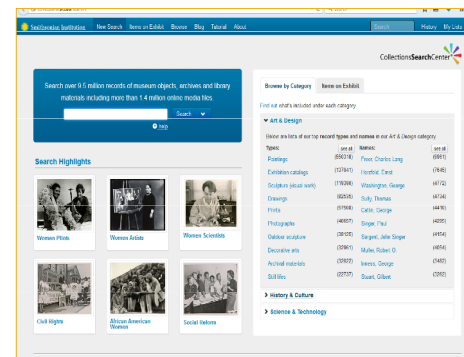 Smithsonian Institution New Search Items on Exhibit Browse Blog Tutorial About Search History My Lists
CollectionsSearchCenter
Search over 9.5 million records of museum objects, archives and library
materials including more than 1.4 million online media files.
Search
help
Browse by Category Items on Exhibit
Find out what's included under each category.
Art & Design
Below are lists of our top record types and names in our Art & Design category.
Types: see all Names: see all
Paintings Freer, Charles Lang
Exhibition catalogs
Sculpture (visual work) Washington, George (4772)
Drawings Sully, Thomas
Prints Catlin, George
Photographs Singer, Paul
Outdoor sculpture Sargent, John Singer
Decorative arts Muller, Robert O.
Archival materials Inness, George
Still lifes Stuart, Gilbert
History & Culture
Science & Technology
Search Highlights
Women Pilots
Women Artists
Women Scientists
Civil Rights
African American
Women
Social Reform